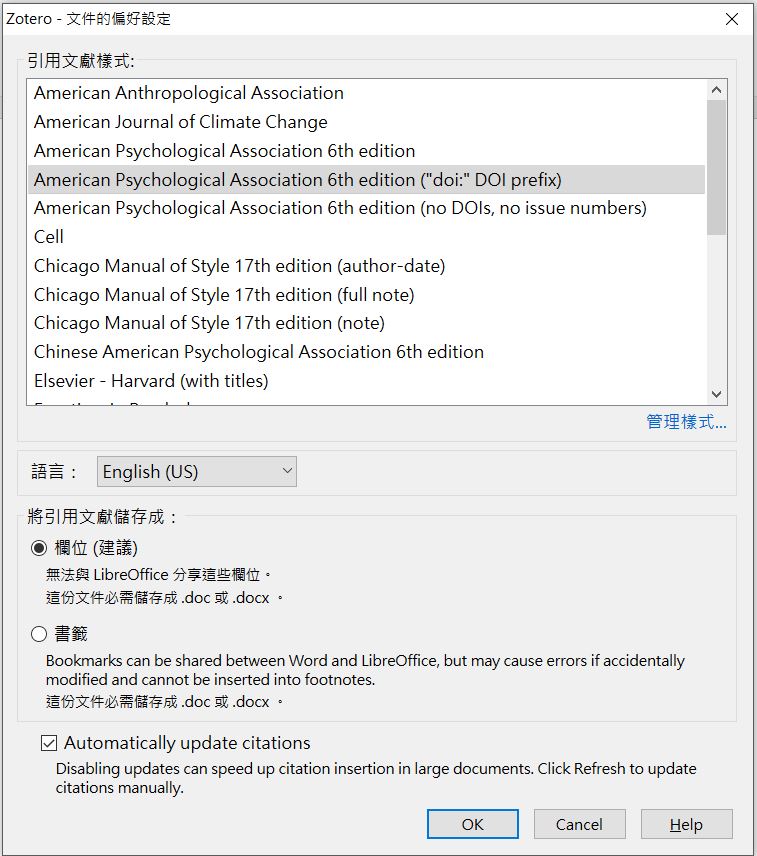 Zotero - 文件的偏好設定
引用文獻樣式:
American Anthropological Association
American Journal of Climate Change
American Psychological Association 6th edition
American Psychological Association 6th edition ("doi:" DOI prefix)
American Psychological Association 6th edition (no DOIs, no issue numbers)
Cell
Chicago Manual of Style 17th edition (author-date)
Chicago Manual of Style 17th edition (full note)
Chicago Manual of Style 17th edition (note)
Chinese American Psychological Association 6th edition
Elsevier - Harvard (with titles)
管理樣式...
語言：
English (US)
將引用文獻儲存成：
欄位 (建議)
無法與 LibreOffice 分享這些欄位。
這份文件必需儲存成 .doc 或 .docx 。
書籤
Bookmarks can be shared between Word and LibreOffice, but may cause errors if accidentally
modified and cannot be inserted into footnotes.
這份文件必需儲存成 .doc 或 .docx 。
Automatically update citations
Disabling updates can speed up citation insertion in large documents. Click Refresh to update
citations manually.
OK
Cancel
Help